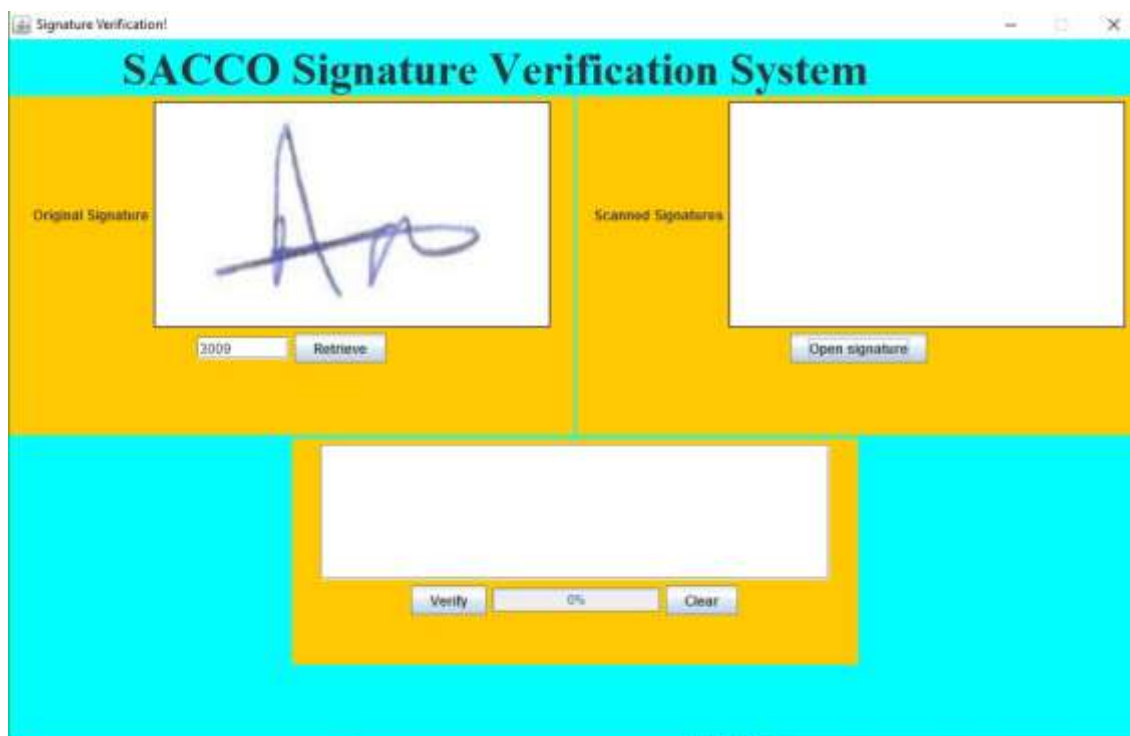 Signature Verification!
SACCO Signature Verification System
Original Signature
3009
Retrieve
Scanned Signatures
Open signature
Verify
0%
Clear